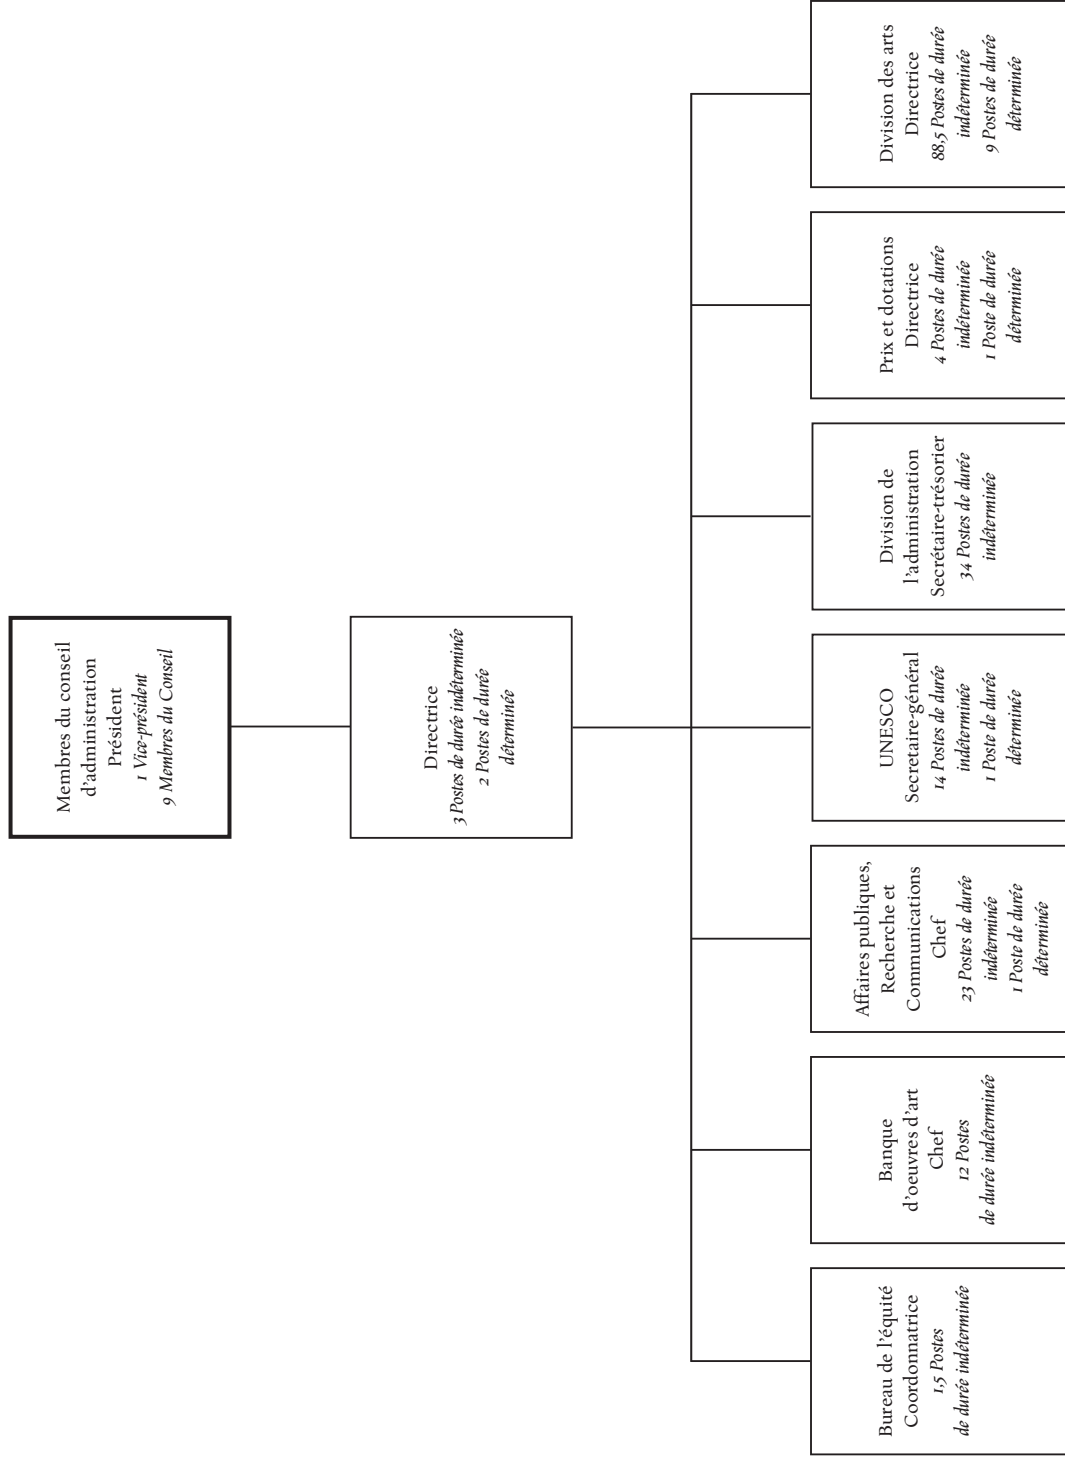 Membres du conseil
d'administration
Président
1 Vice-président
9 Membres du Conseil
Directrice
3 Postes de durée indéterminée
2 Postes de durée
déterminée
Bureau de l'équité
Coordonnatrice
1,5 Postes
de durée indéterminée
Banque
d'oeuvres d'art
Chef
12 Postes
de durée indéterminée
Affaires publiques,
Recherche et
Communications
Chef
23 Postes de durée
indéterminée
1 Poste de durée
déterminée
UNESCO
Secretaire-général
14 Postes de durée
indéterminée
1 Poste de durée
déterminée
Division de
l'administration
Secrétaire-trésorier
34 Postes de durée
indéterminée
Prix et dotations
Directrice
4 Postes de durée
indéterminée
1 Poste de durée
déterminée
Division des arts
Directrice
88,5 Postes de durée
indéterminée
9 Postes de durée
déterminée